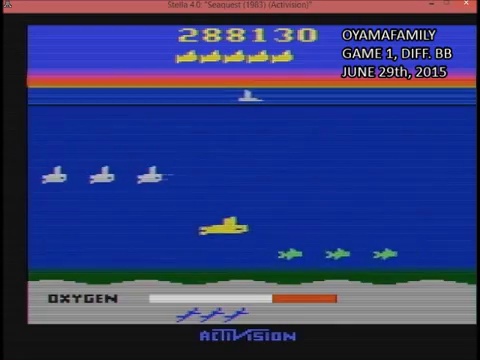 Stella 4.0: "Seaquest (1983) (Activision)"
288130
OYAMAFAMILY
GAME 1, DIFF. BB
JUNE 29th, 2015
OXYGEN
ACTIVISION